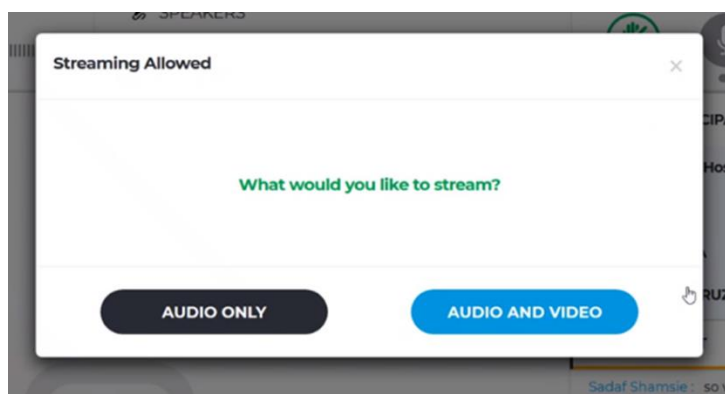 SPEAKERS
Streaming Allowed
What would you like to stream?
AUDIO ONLY
AUDIO AND VIDEO
Sadaf Shamsie :